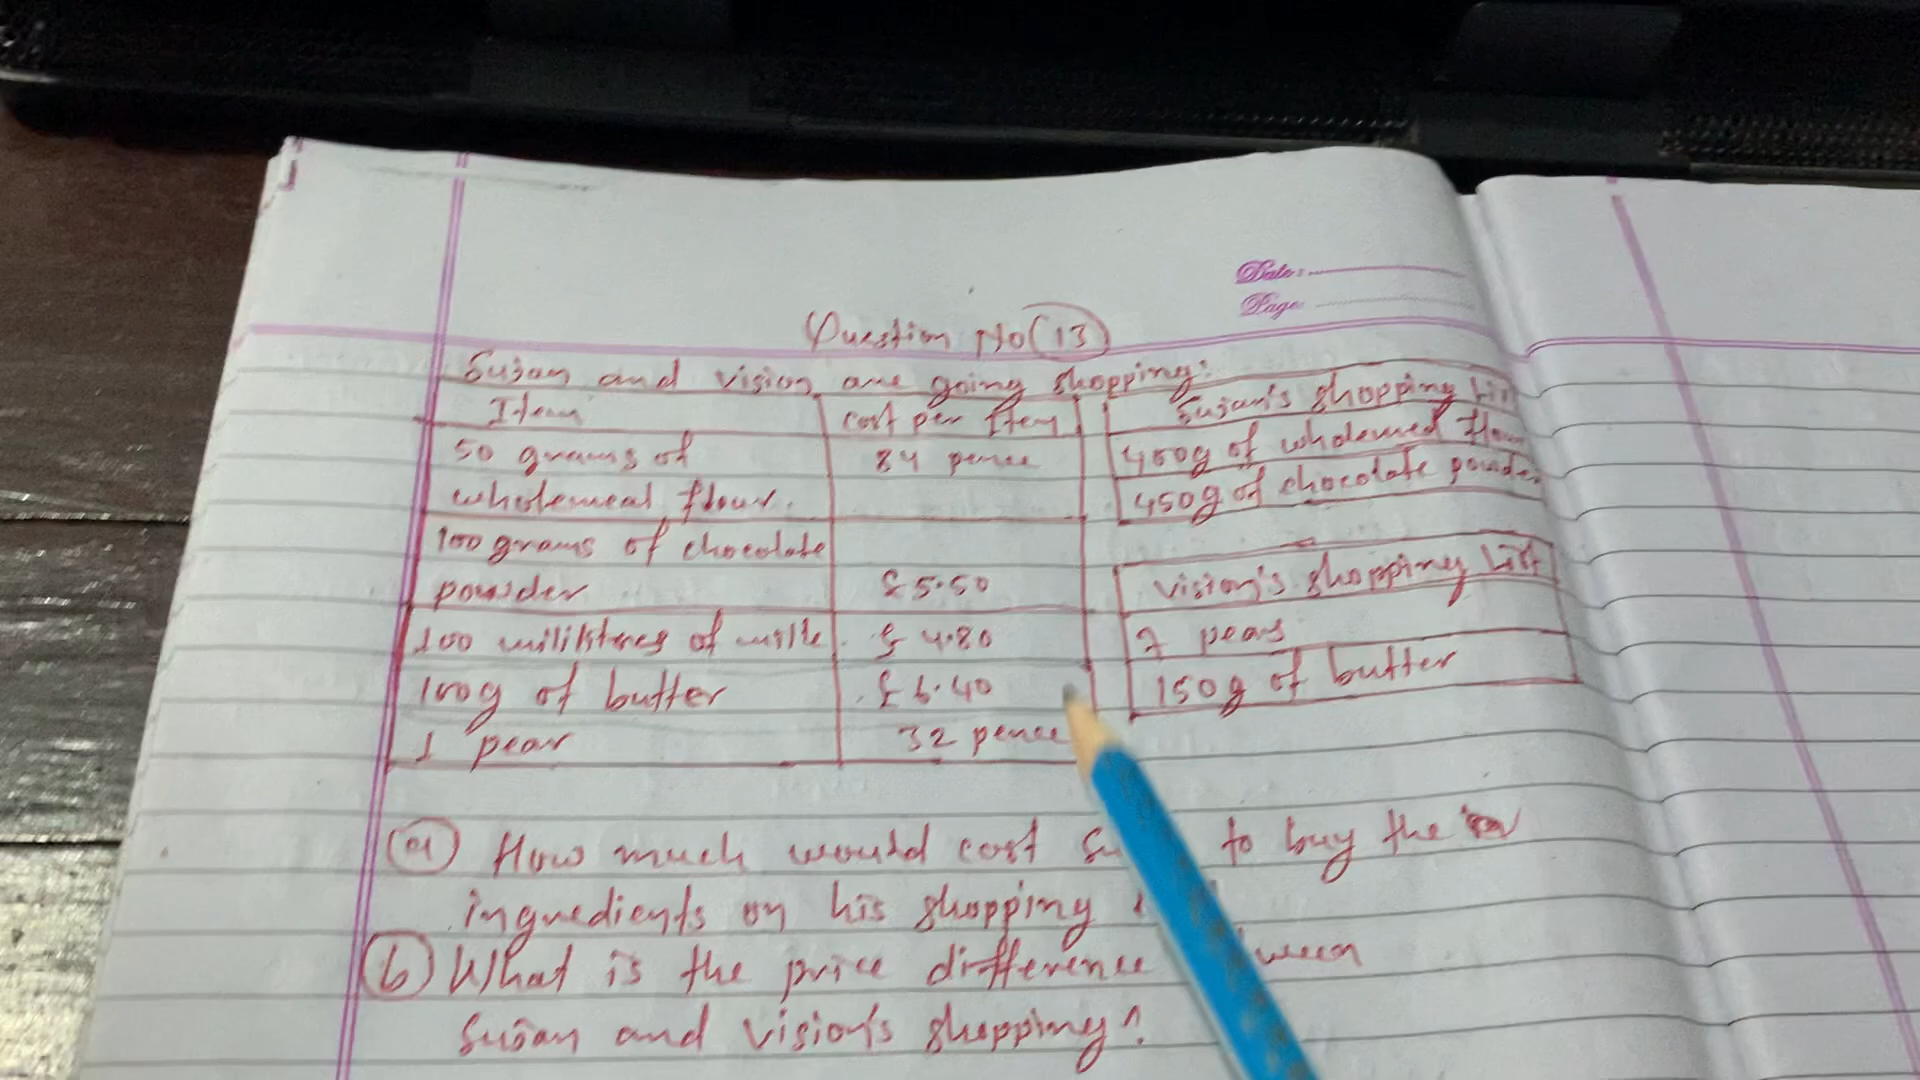 Date:
Page:
Question No (13)
Sujan and vision are going shopping:
Item
cost per Item
50 grams of
wholemeal flour.
84 pence
100 grams of chocolate
powder
£5.50
100 mililitres of milk
£ 4.80
100g of butter
£ 6.40
1 pear
32 pence
Sujan's shopping list
400g of wholemeal flour
450g of chocolate powder
vision's shopping List
7 pears
150g of butter
(a) How much would cost to buy the
ingredients on his shopping
(b) What is the price difference
Sujan and vision's shopping?